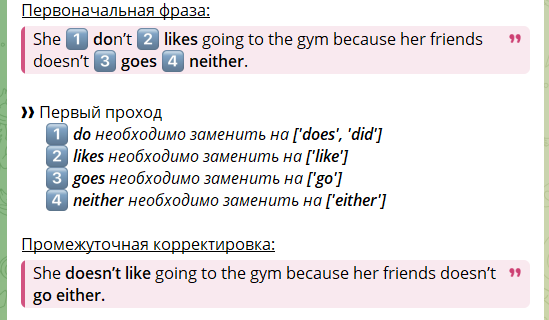 Первоначальная фраза:
She 1️⃣ don’t 2️⃣ likes going to the gym because her friends
doesn’t 3️⃣ goes 4️⃣ neither.
Первый проход
1️⃣ do необходимо заменить на ['does', 'did']
2️⃣ likes необходимо заменить на ['like']
3️⃣ goes необходимо заменить на ['go']
4️⃣ neither необходимо заменить на ['either']
Промежуточная корректировка:
She doesn’t like going to the gym because her friends doesn’t
go either.